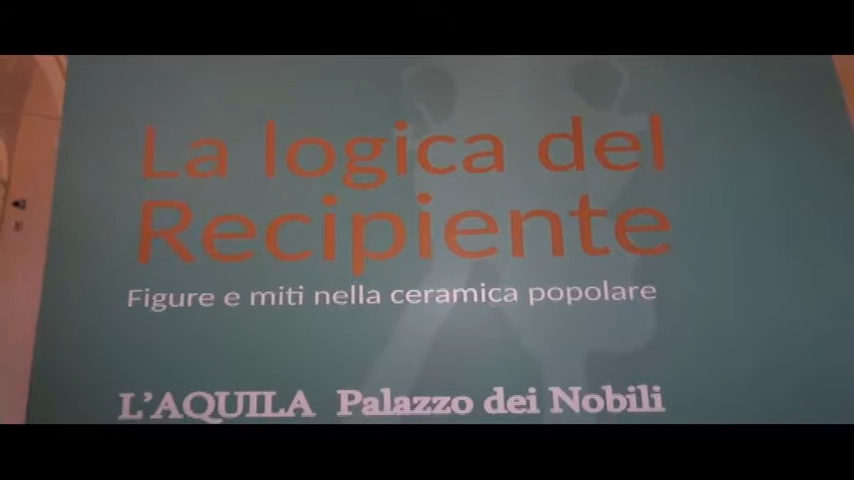 La logica del
Recipiente
Figure e miti nella ceramica popolare
L'AQUILA Palazzo dei Nobili